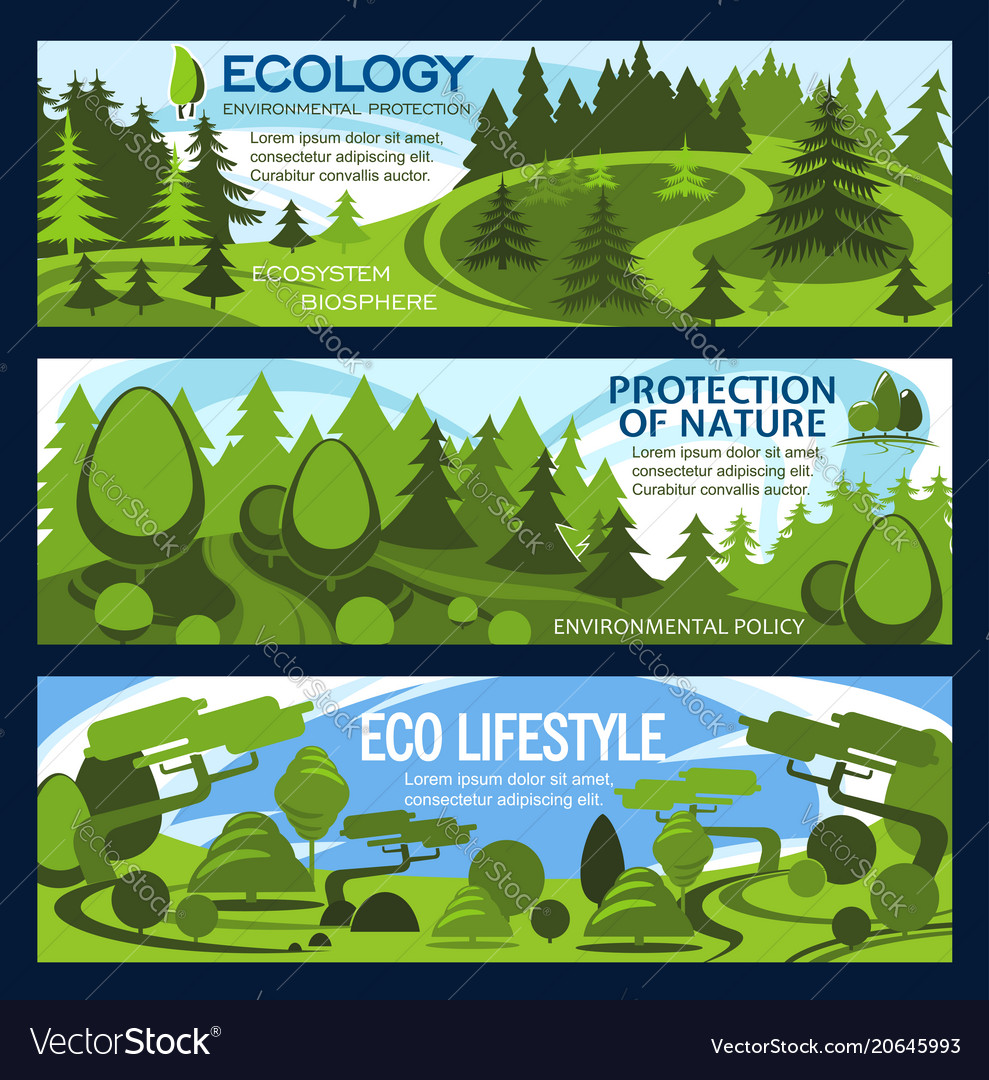 ECOLOGY
ENVIRONMENTAL PROTECTION
Lorem ipsum dolor sit amet,
consectetur adipiscing elit.
Curabitur convallis auctor.
ECOSYSTEM
BIOSPHERE
PROTECTION
OF NATURE
Lorem ipsum dolor sit amet,
consectetur adipiscing elit.
Curabitur convallis auctor.
ENVIRONMENTAL POLICY
ECO LIFESTYLE
Lorem ipsum dolor sit amet,
consectetur adipiscing elit.
VectorStock®
VectorStock.com/20645993